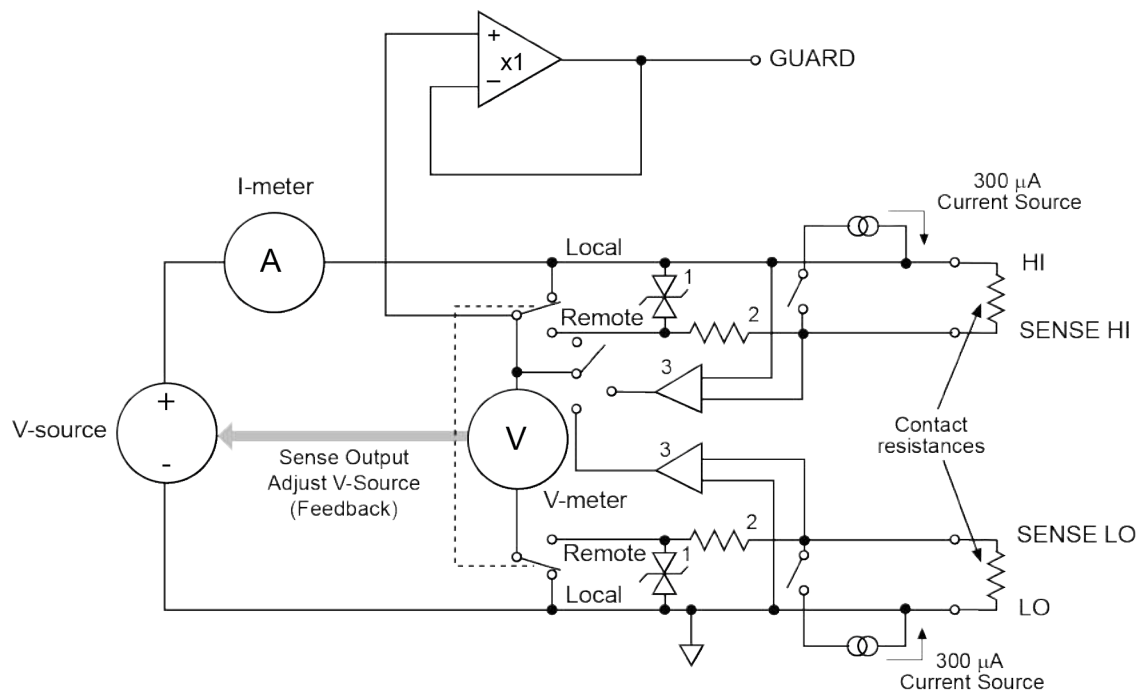 +
x1
−
GUARD
I-meter
A
300 μA
Current Source
Local
1
HI
Remote
2
SENSE HI
3
+
V-source
-
Sense Output
Adjust V-Source
(Feedback)
V
V-meter
Contact
resistances
3
2
SENSE LO
Remote
1
Local
LO
300 μA
Current Source